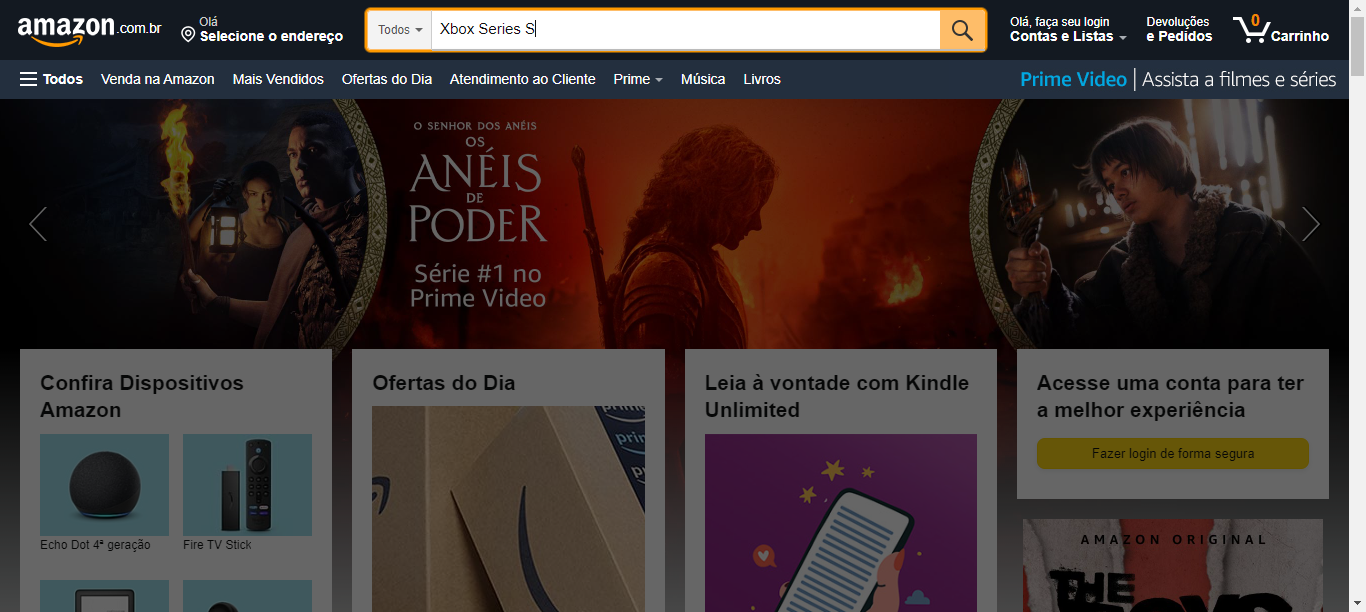 amazon.com.br
Olá
Selecione o endereço
Todos
Xbox Series S
Olá, faça seu login
Contas e Listas
Devoluções
e Pedidos
0
Carrinho
Todos
Venda na Amazon
Mais Vendidos
Ofertas do Dia
Atendimento ao Cliente
Prime
Música
Livros
Prime Video | Assista a filmes e séries
O SENHOR DOS ANÉIS
OS
ANÉIS
DE
PODER
Série #1 no
Prime Video
Confira Dispositivos
Amazon
Echo Dot 4ª geração
Fire TV Stick
Ofertas do Dia
prime
Leia à vontade com Kindle
Unlimited
Acesse uma conta para ter
a melhor experiência
Fazer login de forma segura
AMAZON ORIGINAL
THE